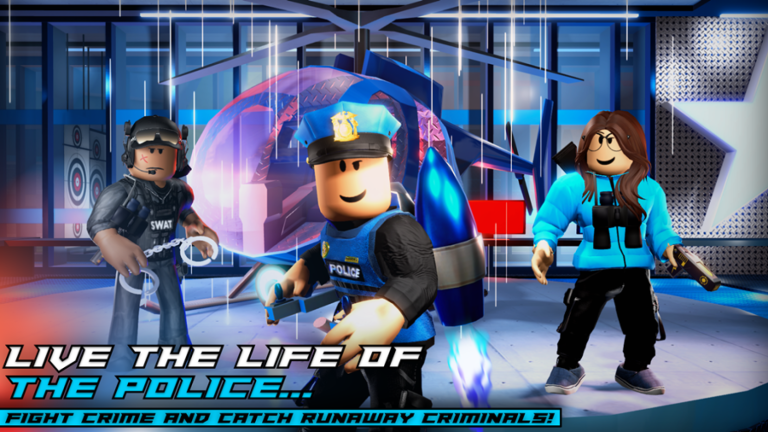 SWAT
POLICE
LIVE THE LIFE OF
THE POLICE...
FIGHT CRIME AND CATCH RUNAWAY CRIMINALS!